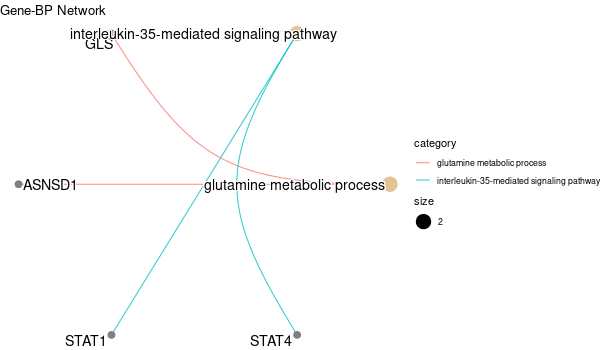 Gene-BP Network
interleukin-35-mediated signaling pathway
GLS
ASNSD1
glutamine metabolic process
STAT1
STAT4
category
glutamine metabolic process
interleukin-35-mediated signaling pathway
size
2